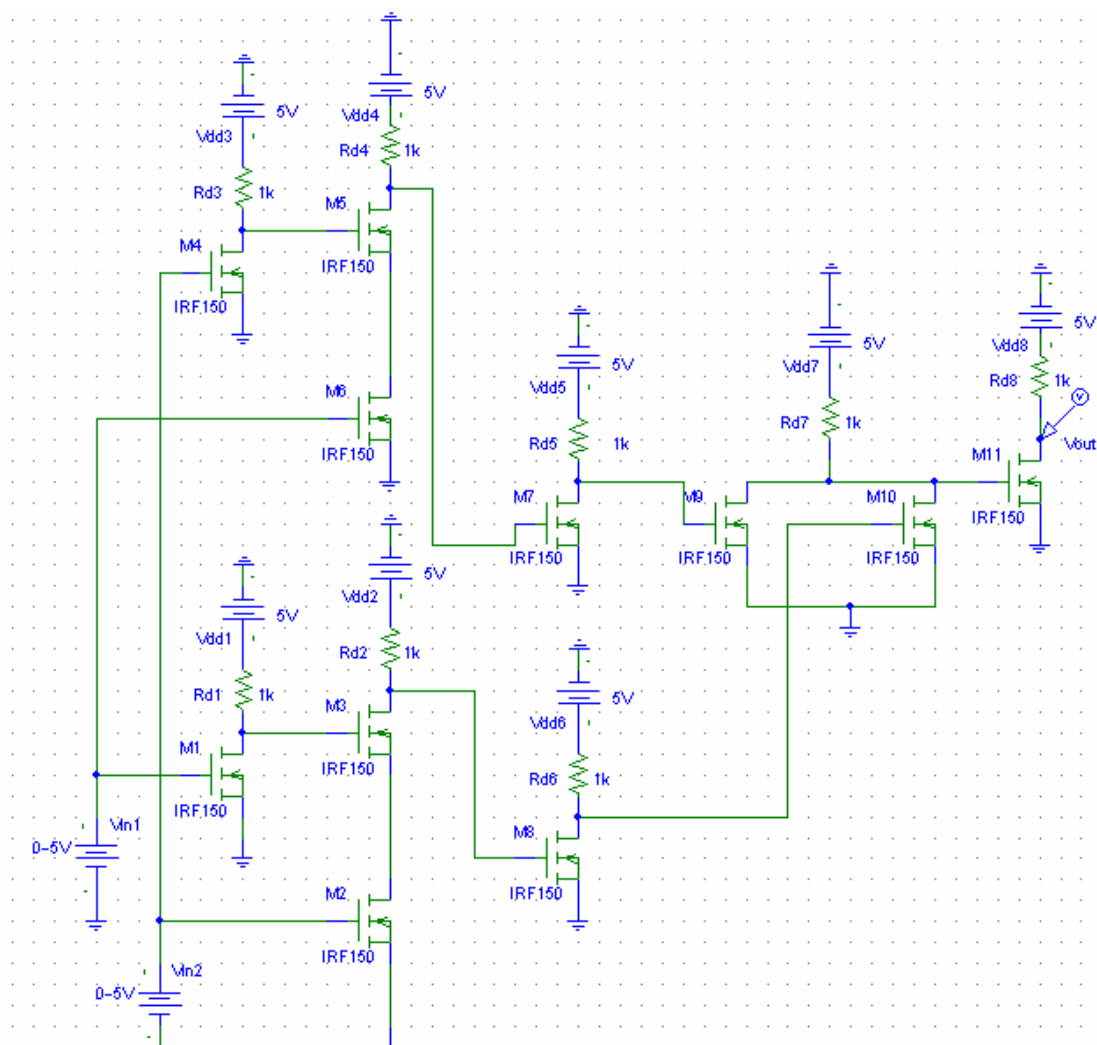 5V
Vdd4
Rd4
1k
5V
Vdd3
Rd3
1k
M5
IRF150
M4
IRF150
M6
IRF150
5V
Vdd5
Rd5
1k
M7
IRF150
5V
Vdd7
Rd7
1k
M9
IRF150
M10
IRF150
5V
Vdd8
Rd8
1k
V
Vout
M11
IRF150
5V
Vdd2
Rd2
1k
5V
Vdd1
Rd1
1k
M3
IRF150
M1
IRF150
5V
Vdd6
Rd6
1k
M8
IRF150
Vin1
0-5V
M2
IRF150
Vin2
0-5V